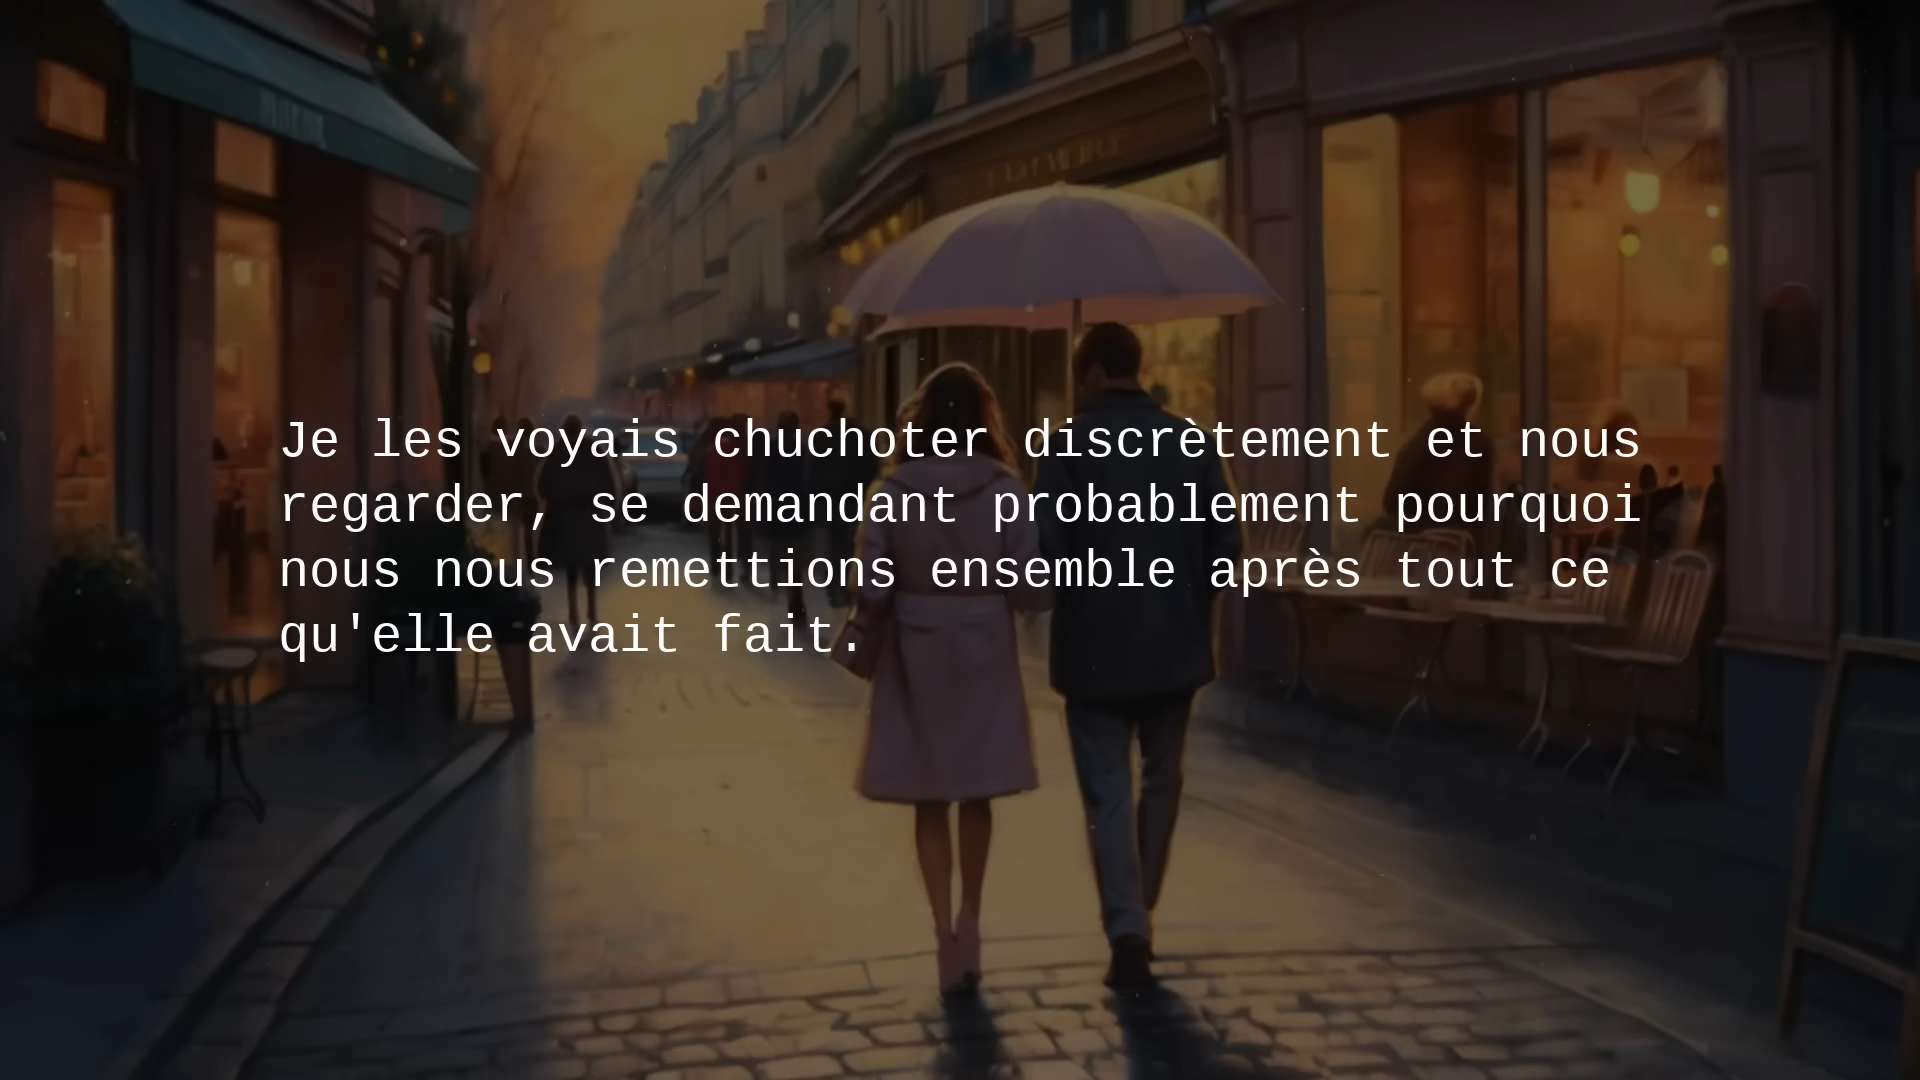 Je les voyais chuchoter discrètement et nous
regarder, se demandant probablement pourquoi
nous nous remettions ensemble après tout ce
qu'elle avait fait.